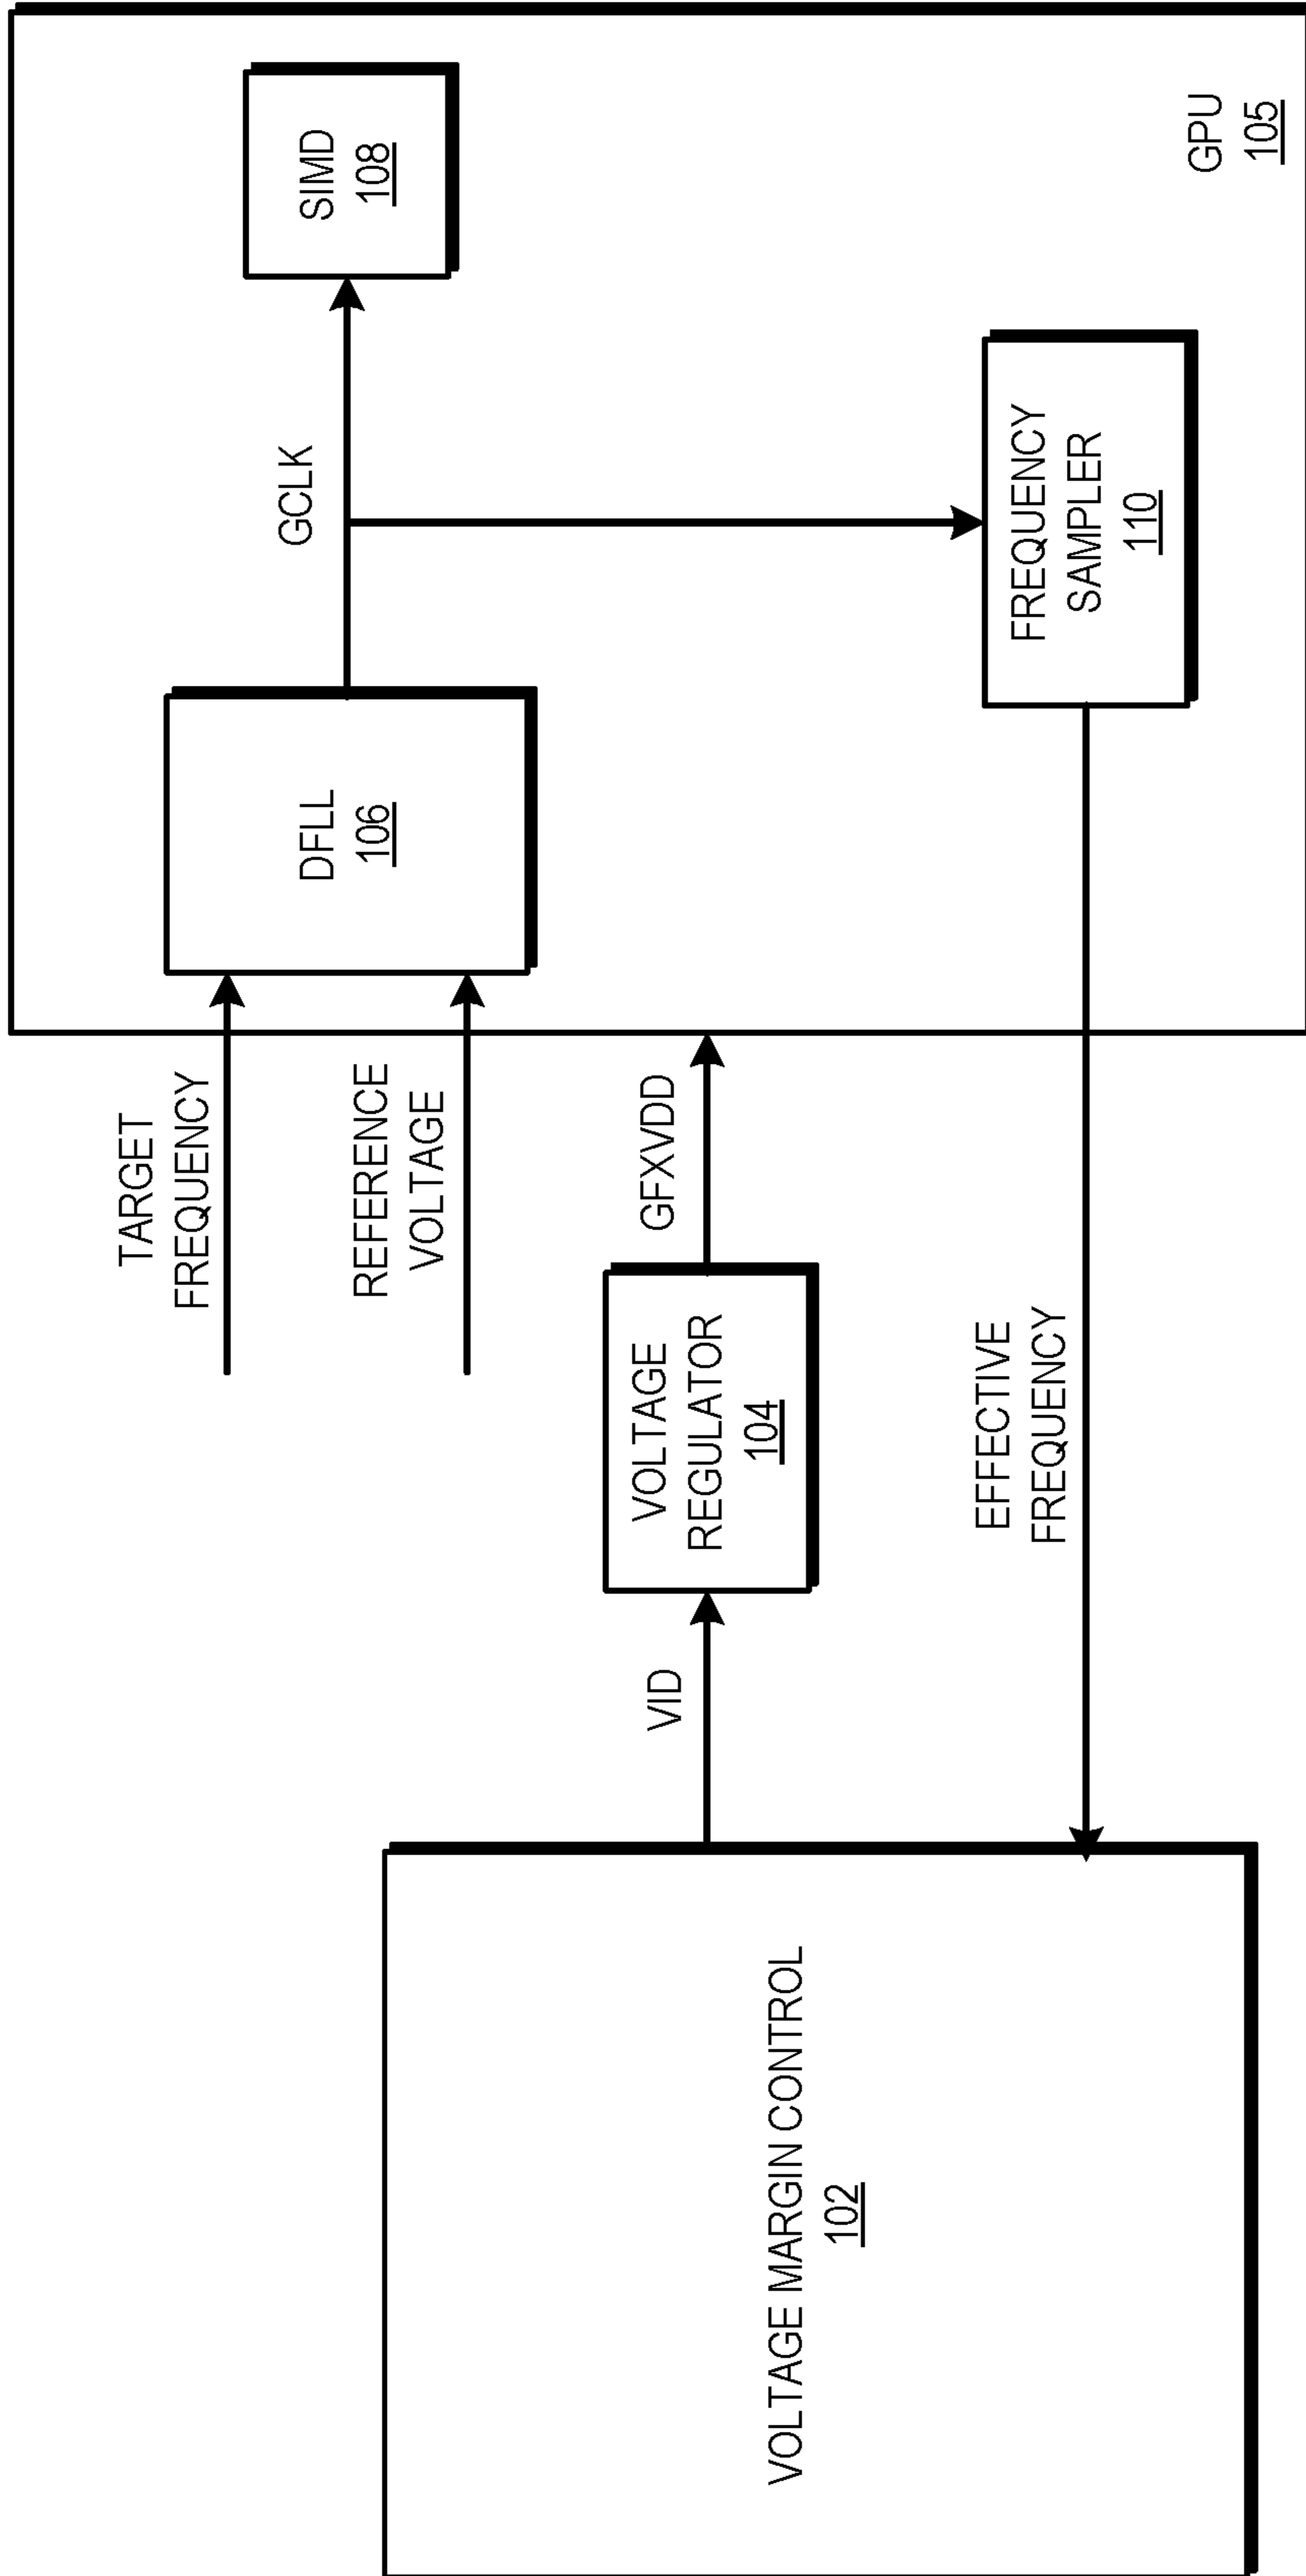 TARGET
FREQUENCY
REFERENCE
VOLTAGE
DFLL
106
GCLK
SIMD
108
VOLTAGE MARGIN CONTROL
102
VID
VOLTAGE
REGULATOR
104
GFXVDD
EFFECTIVE
FREQUENCY
FREQUENCY
SAMPLER
110
GPU
105